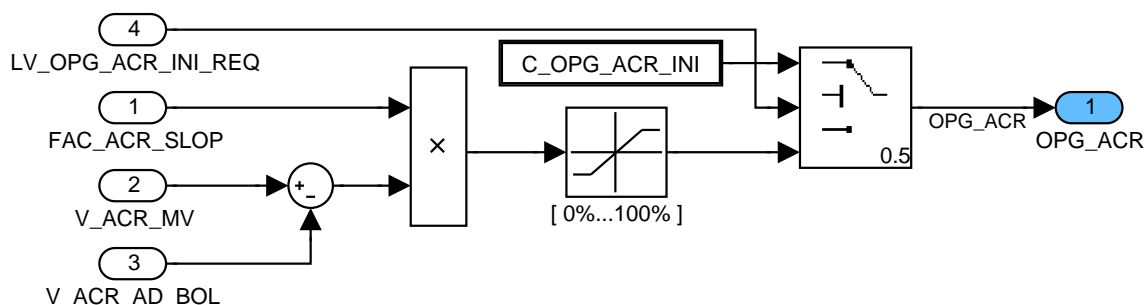 4
LV_OPG_ACR_INI_REQ
C_OPG_ACR_INI
1
FAC_ACR_SLOP
×
OPG_ACR
1
OPG_ACR
0.5
2
V_ACR_MV
+
-
[ 0%...100% ]
3
V_ACR_AD_BOL